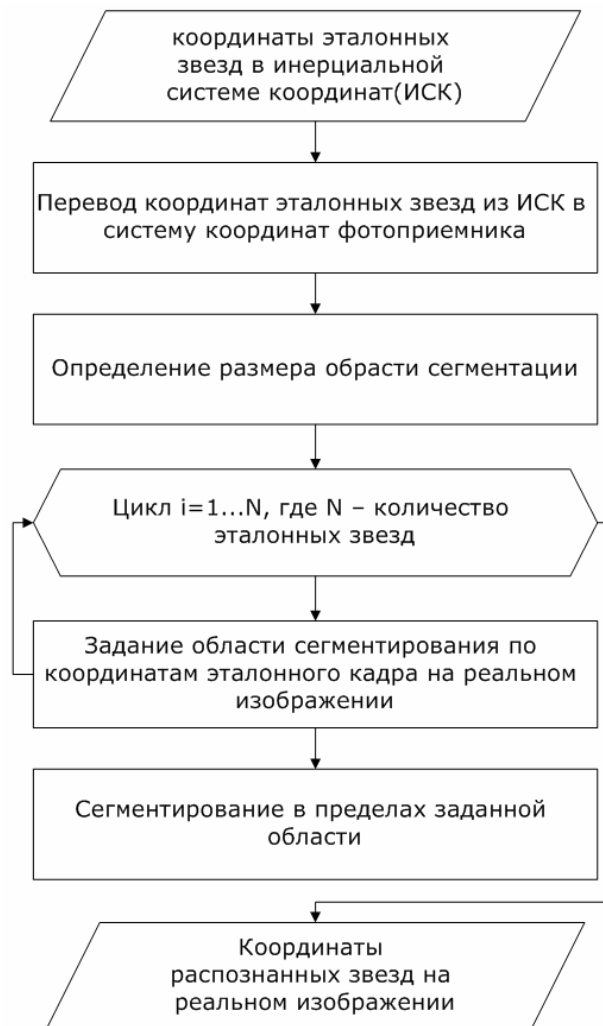 координаты эталонных
звезд в инерциальной
системе координат(ИСК)
Перевод координат эталонных звезд из ИСК в
систему координат фотоприемника
Определение размера обрасти сегментации
Цикл i=1...N, где N – количество
эталонных звезд
Задание области сегментирования по
координатам эталонного кадра на реальном
изображении
Сегментирование в пределах заданной
области
Координаты
распознанных звезд на
реальном изображении